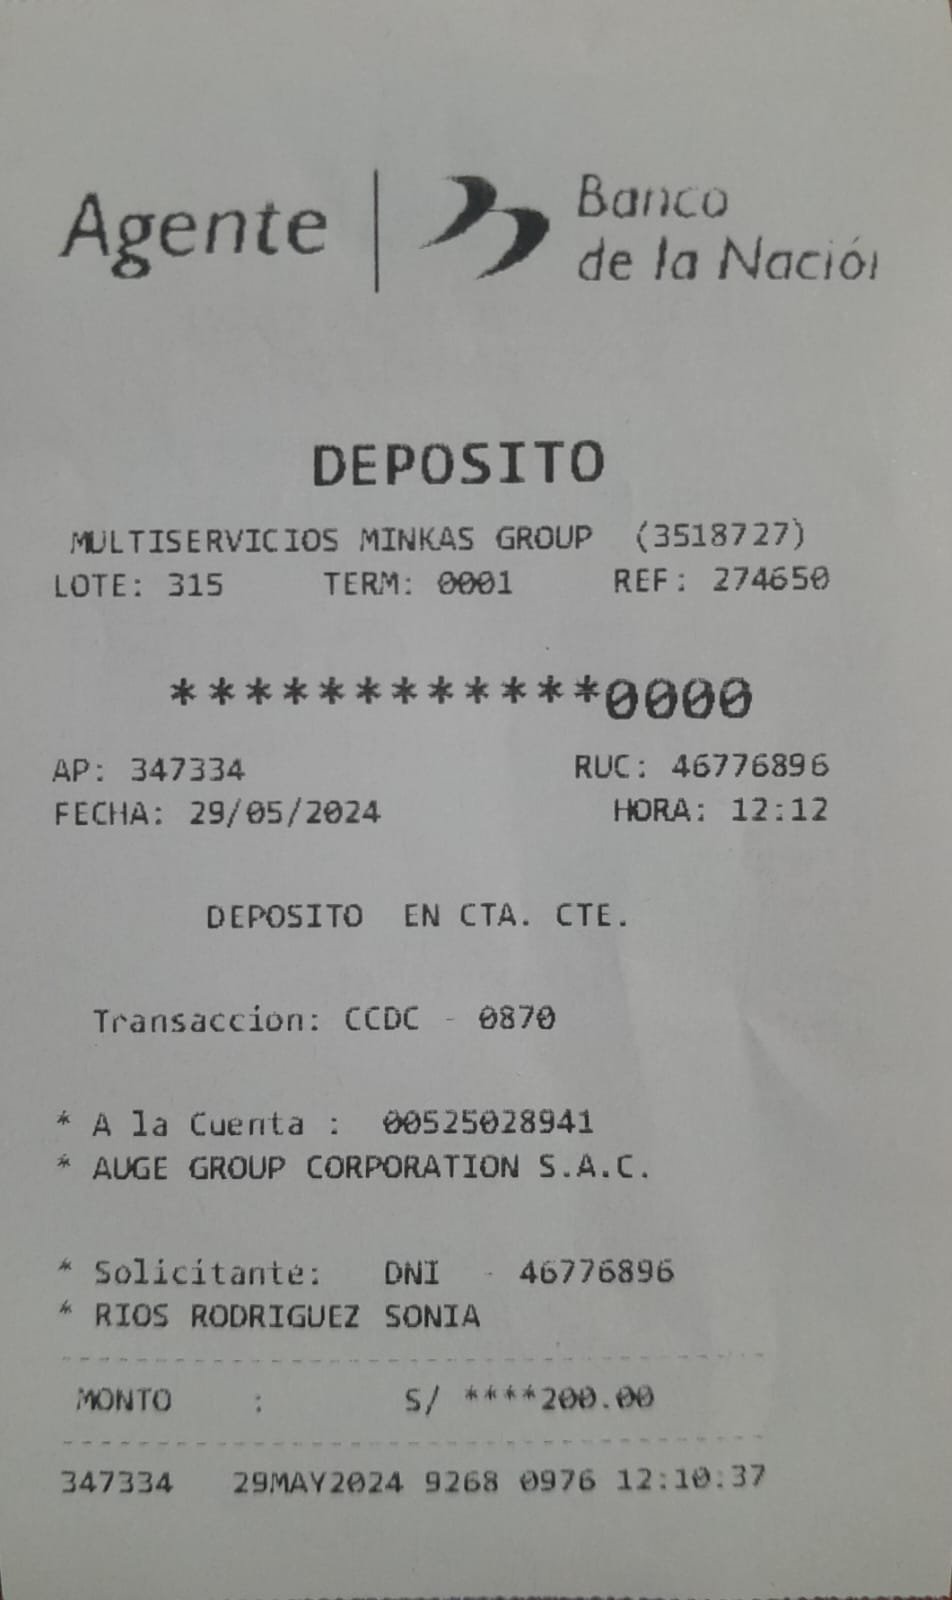 Agente | Banco
de la Nación
DEPOSITO
MULTISERVICIOS MINKAS GROUP (3518727)
LOTE: 315 TERM: 0001 REF: 274650
************0000
AP: 347334 RUC: 46776896
FECHA: 29/05/2024 HORA: 12:12
DEPOSITO EN CTA. CTE.
Transaccion: CCDC - 0870
* A la Cuenta : 00525028941
* AUGE GROUP CORPORATION S.A.C.
* Solicitante: DNI - 46776896
* RIOS RODRIGUEZ SONIA
MONTO : S/ ****200.00
347334 29MAY2024 9268 0976 12:10:37